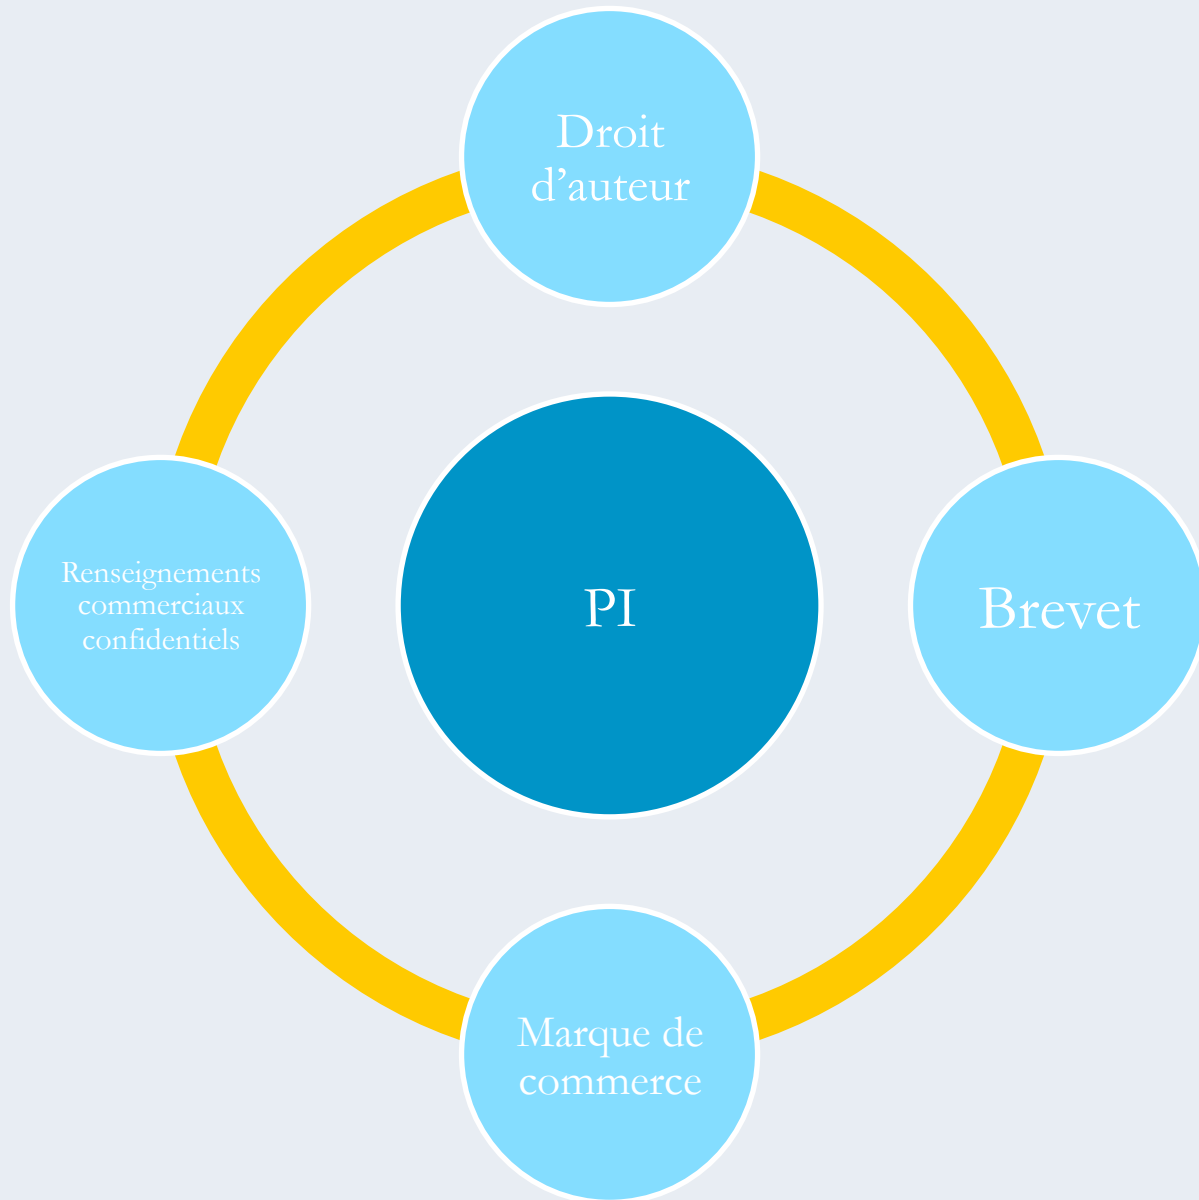 Droit
d’auteur
Renseignements
commerciaux
confidentiels
PI
Brevet
Marque de
commerce